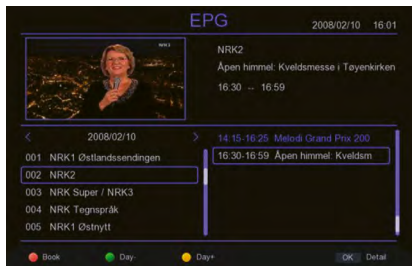 EPG
2008/02/10 16:01
NRK2
NRK2
Åpen himmel: Kveldsmesse i Tøyenkirken
16:30 -- 16:59
< 2008/02/10 >
001 NRK1 Østlandssendingen
002 NRK2
003 NRK Super / NRK3
004 NRK Tegnspråk
005 NRK1 Østnytt
14:15-16:25 Melodi Grand Prix 200
16:30-16:59 Åpen himmel: Kveldsm
Book
Day-
Day+
OK Detail